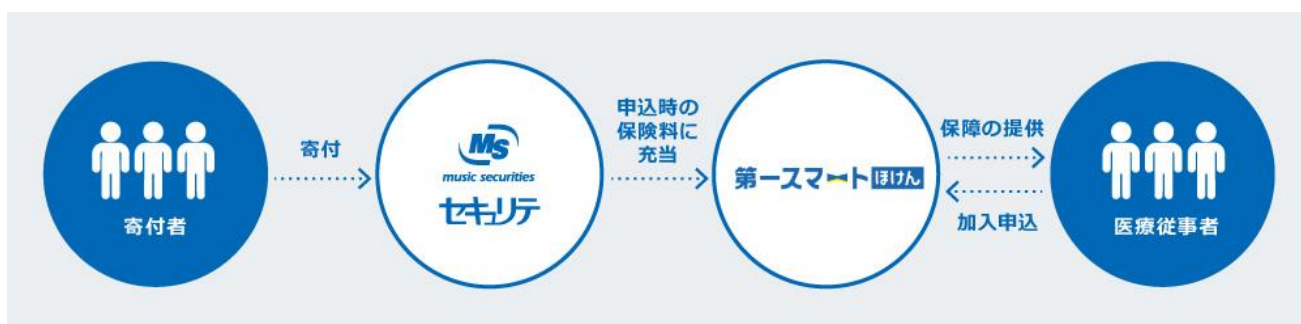 寄付者
寄付
MS
music securities
セキュリテ
申込時の
保険料に
充当
第一スマートほけん
保障の提供
加入申込
医療従事者